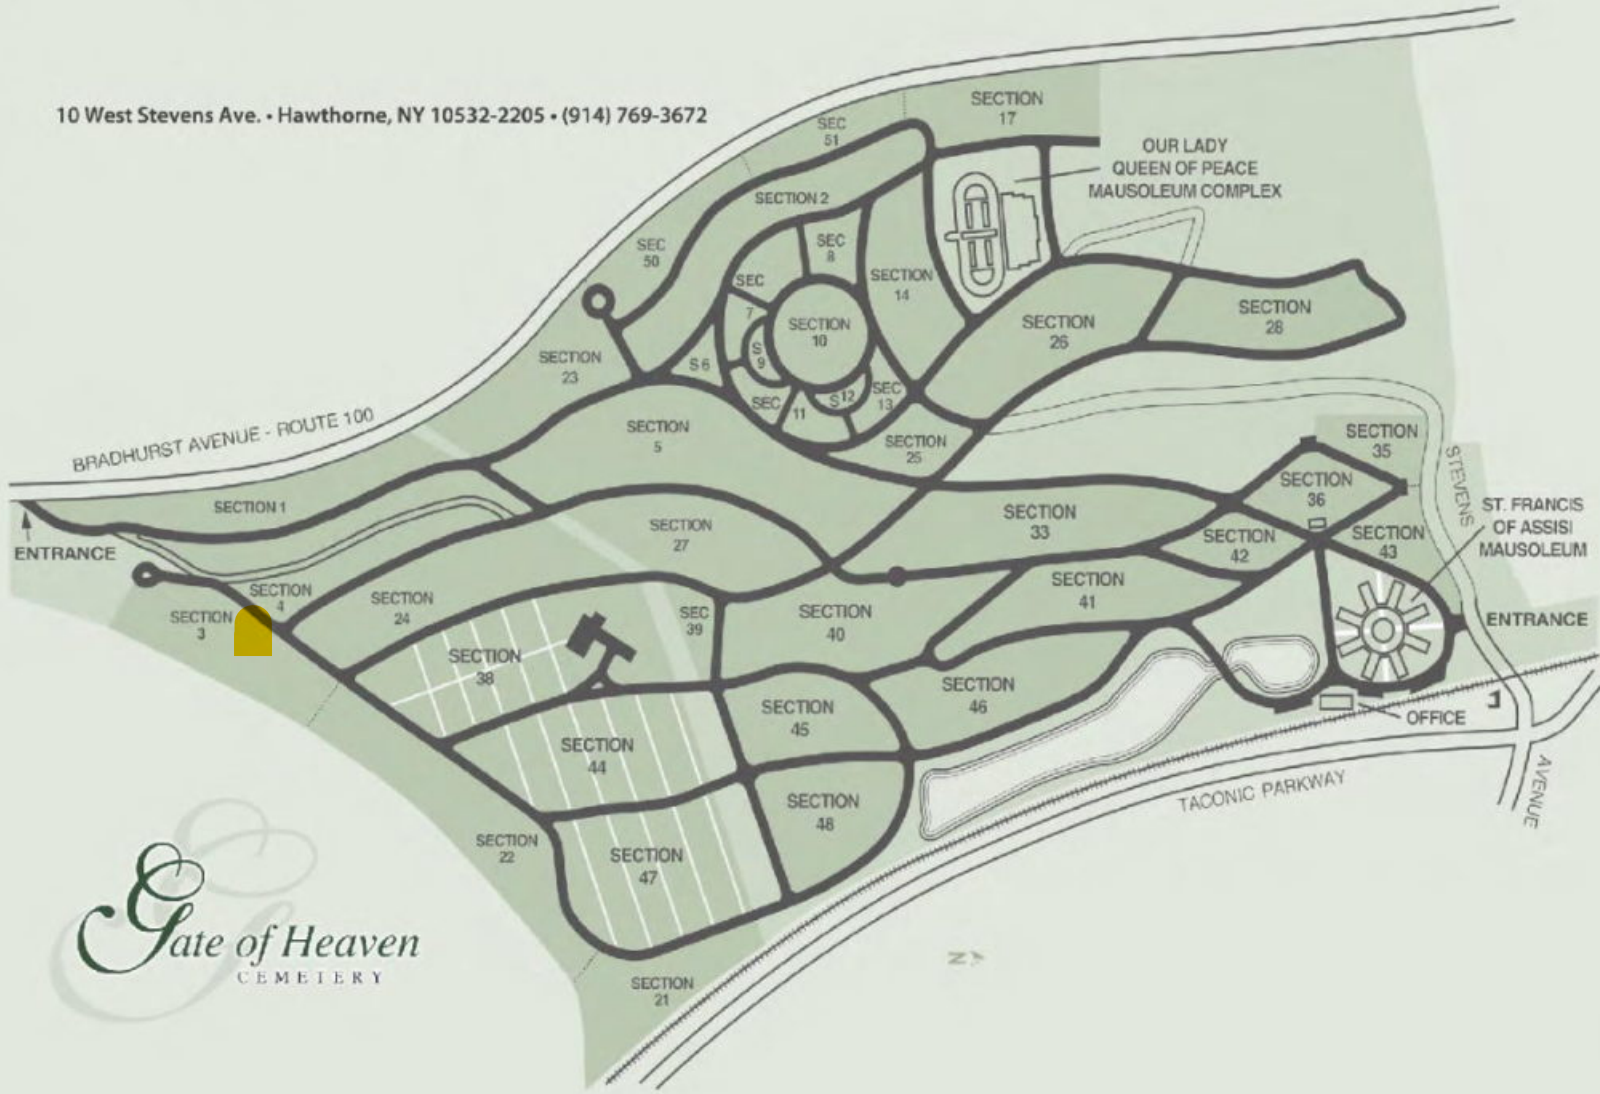 10 West Stevens Ave. • Hawthorne, NY 10532-2205 • (914) 769-3672
SECTION
17
SEC
51
OUR LADY
QUEEN OF PEACE
MAUSOLEUM COMPLEX
SECTION 2
SEC
50
SEC
8
SEC
7
SECTION
14
SECTION
10
SECTION
26
SECTION
28
SECTION
23
S 6
S
9
SEC
11
S 12
SEC
13
SECTION
5
SECTION
25
BRADHURST AVENUE - ROUTE 100
SECTION
35
SECTION
36
STEVENS
SECTION 1
ENTRANCE
SECTION
27
SECTION
33
SECTION
42
SECTION
43
ST. FRANCIS
OF ASSISI
MAUSOLEUM
SECTION
4
SECTION
3
SECTION
24
SEC
39
SECTION
40
SECTION
41
ENTRANCE
SECTION
38
SECTION
46
SECTION
45
OFFICE
SECTION
44
TACONIC PARKWAY
AVENUE
SECTION
48
SECTION
22
SECTION
47
Gate of Heaven
CEMETERY
N
SECTION
21